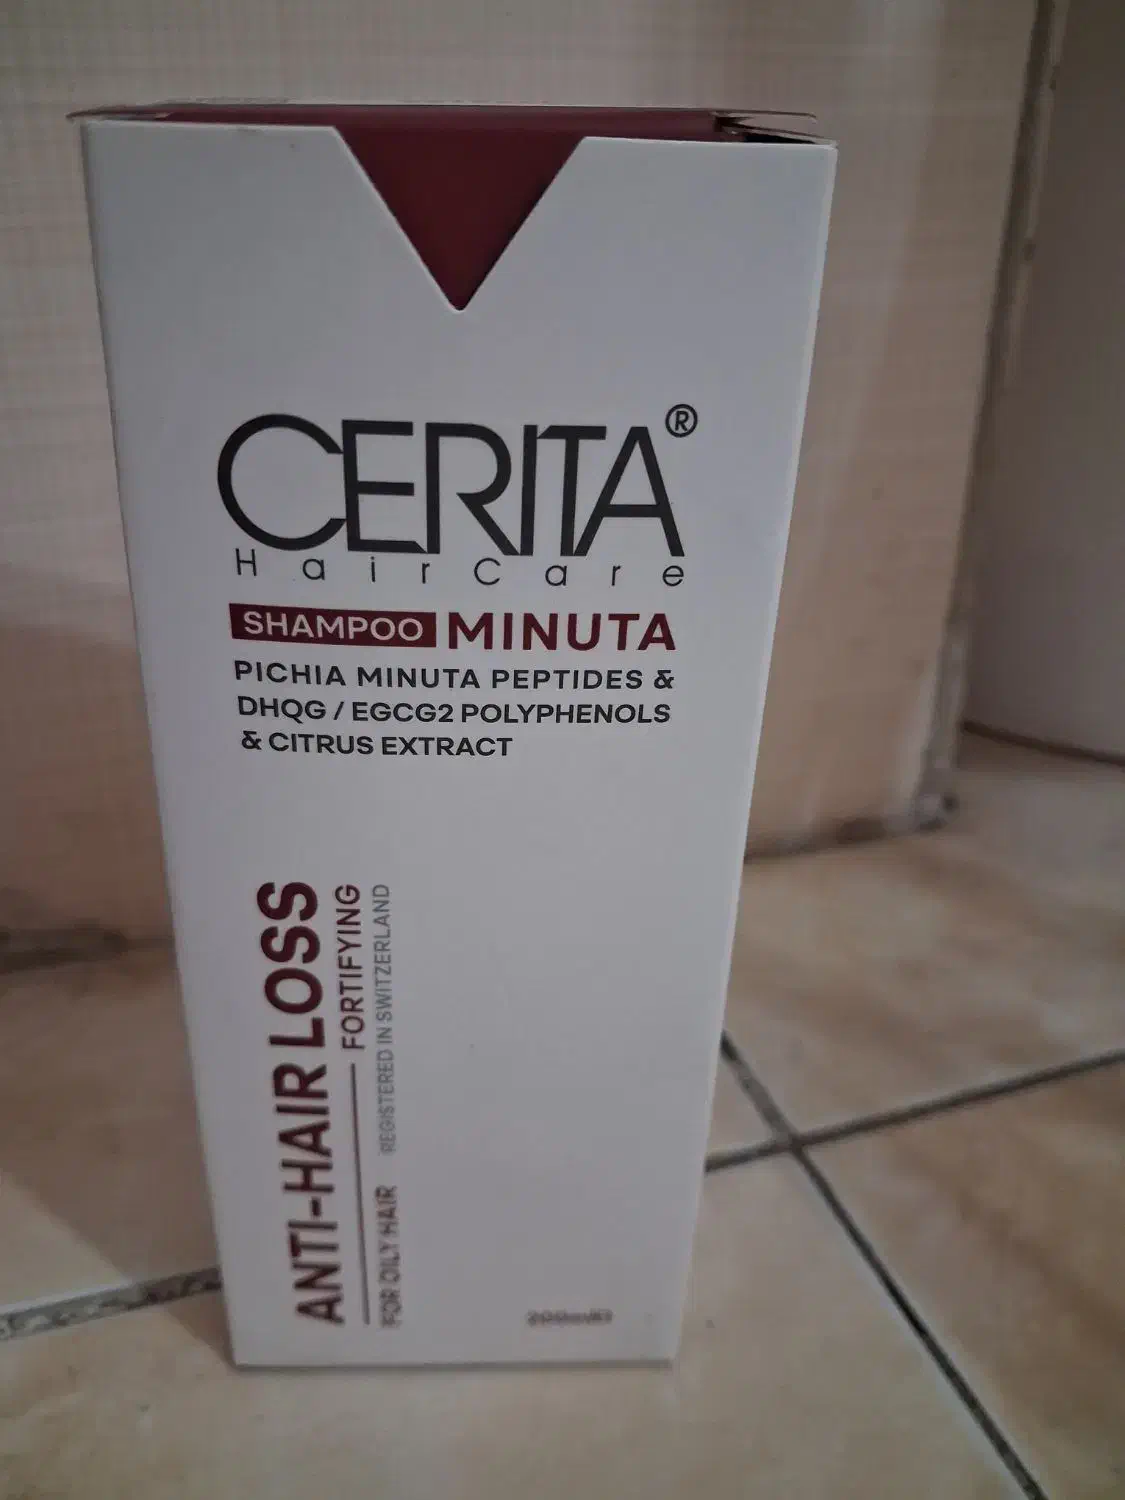 CERITA®
HairCare
SHAMPOO MINUTA
PICHIA MINUTA PEPTIDES &
DHQG / EGCG2 POLYPHENOLS
& CITRUS EXTRACT
ANTI-HAIR LOSS
FORTIFYING
FOR OILY HAIR REGISTERED IN SWITZERLAND
200ml℮